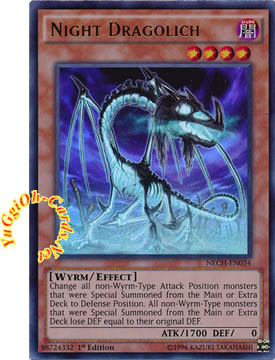 NIGHT DRAGOLICH
DARK
NECH-EN034
[WYRM/EFFECT]
Change all non-Wyrm-Type Attack Position monsters
that were Special Summoned from the Main or Extra
Deck to Defense Position. All non-Wyrm-Type monsters
that were Special Summoned from the Main or Extra
Deck lose DEF equal to their original DEF.
ATK/1700 DEF/ 0
88724332 1st Edition ©1996 KAZUKI TAKAHASHI
YuGgiOh-Cards.Net